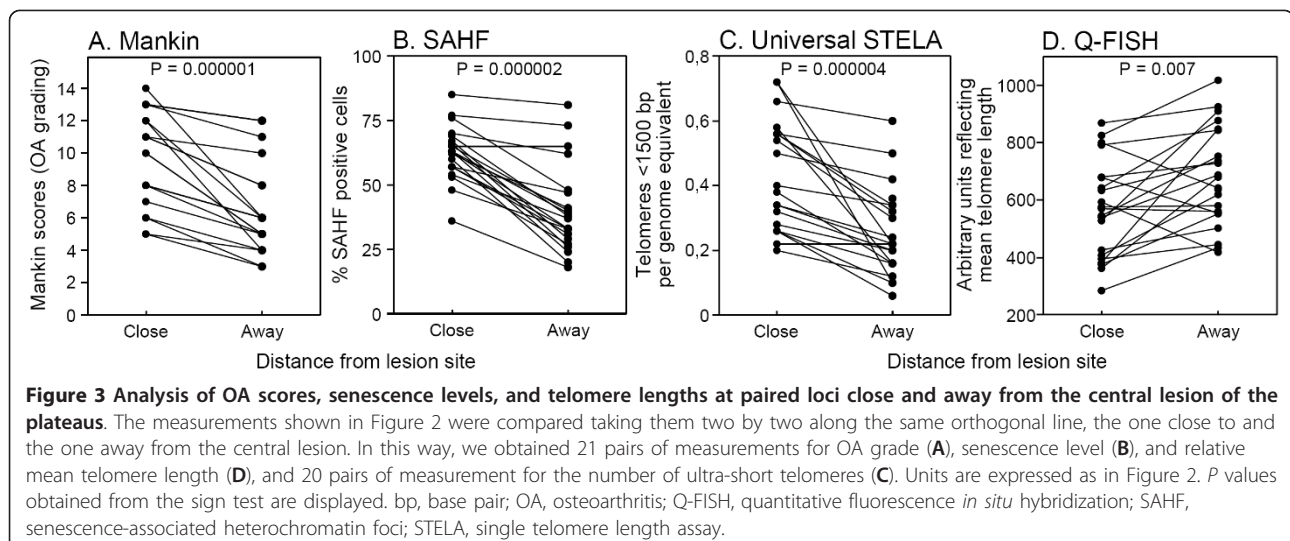 A. Mankin
B. SAHF
C. Universal STELA
D. Q-FISH
P = 0.000001
P = 0.000002
P = 0.000004
P = 0.007
Mankin scores (OA grading)
14
12
10
8
6
4
2
0
Close
Away
% SAHF positive cells
100
75
50
25
0
Close
Away
Telomeres <1500 bp
per genome equivalent
0,8
0,6
0,4
0,2
0
Close
Away
Arbitrary units reflecting
mean telomere length
1000
800
600
400
200
Close
Away
Distance from lesion site
Distance from lesion site
Figure 3 Analysis of OA scores, senescence levels, and telomere lengths at paired loci close and away from the central lesion of the
plateaus. The measurements shown in Figure 2 were compared taking them two by two along the same orthogonal line, the one close to and
the one away from the central lesion. In this way, we obtained 21 pairs of measurements for OA grade (A), senescence level (B), and relative
mean telomere length (D), and 20 pairs of measurement for the number of ultra-short telomeres (C). Units are expressed as in Figure 2. P values
obtained from the sign test are displayed. bp, base pair; OA, osteoarthritis; Q-FISH, quantitative fluorescence in situ hybridization; SAHF,
senescence-associated heterochromatin foci; STELA, single telomere length assay.